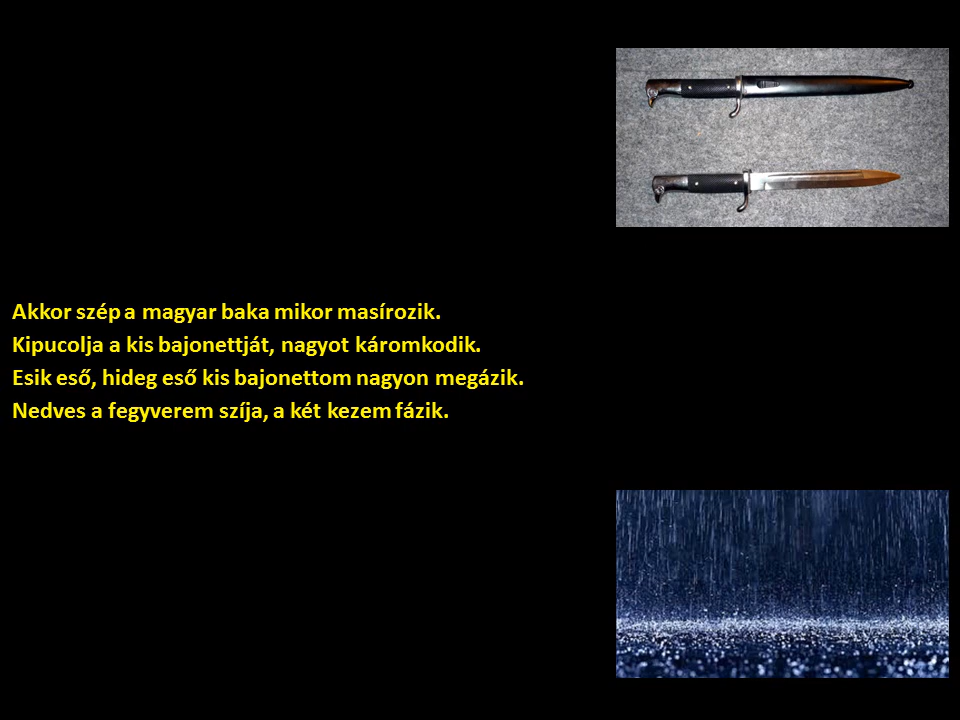 Akkor szép a magyar baka mikor masírozik.
Kipucolja a kis bajonettját, nagyot káromkodik.
Esik eső, hideg eső kis bajonettom nagyon megázik.
Nedves a fegyverem szíja, a két kezem fázik.